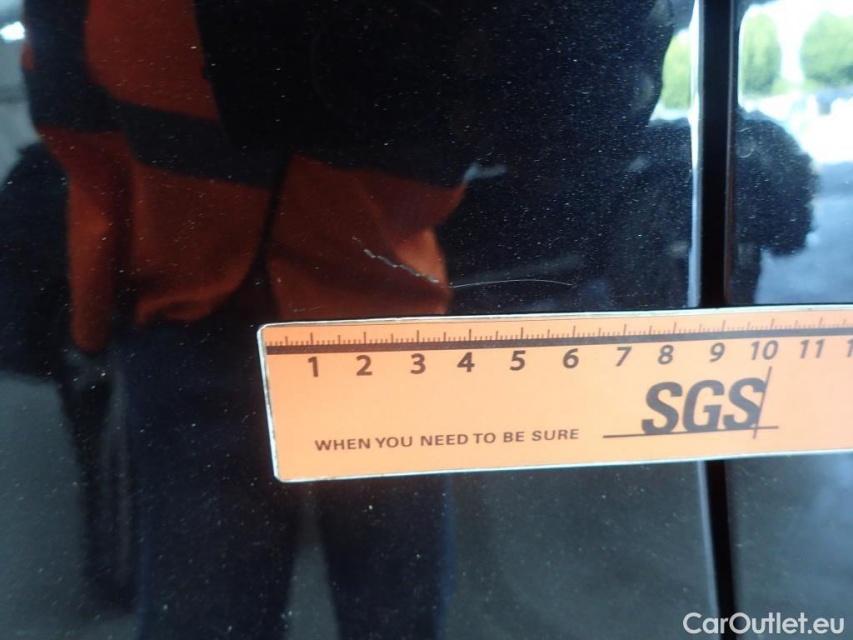 1 2 3 4 5 6 7 8 9 10 11
SGS
WHEN YOU NEED TO BE SURE
CarOutlet.eu